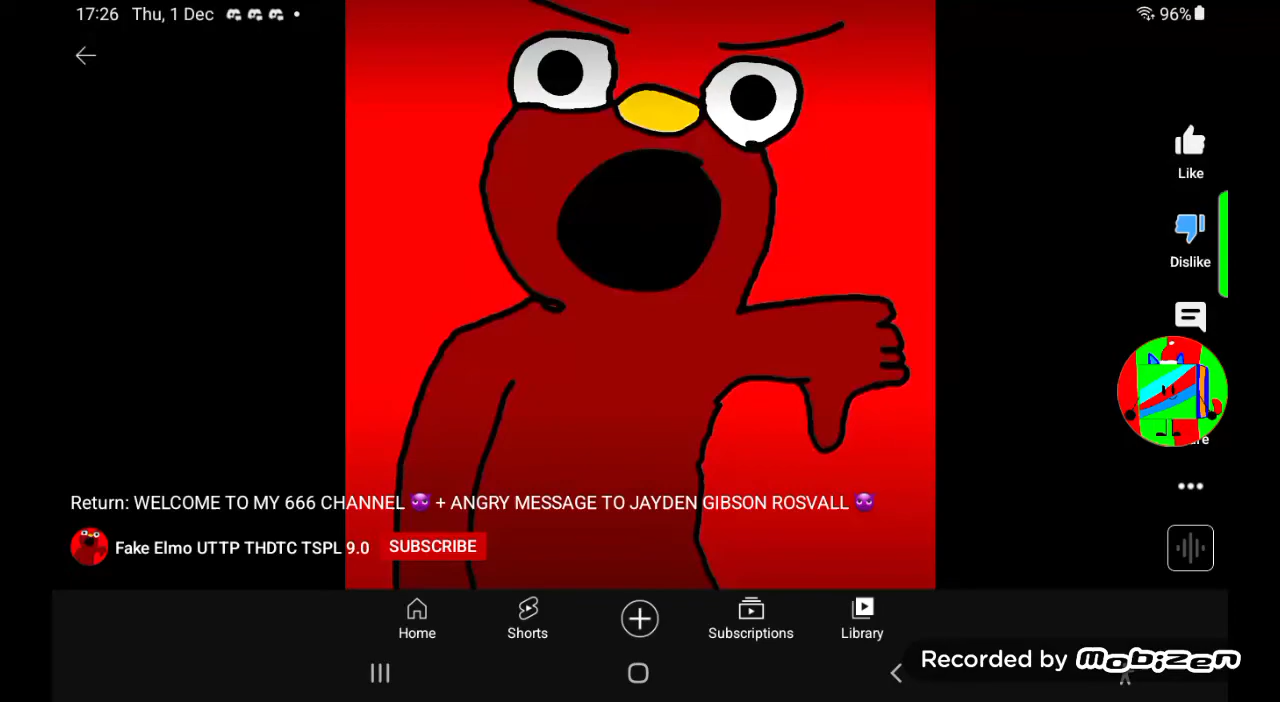 17:26 Thu, 1 Dec
96%
Like
Dislike
Return: WELCOME TO MY 666 CHANNEL 😈 + ANGRY MESSAGE TO JAYDEN GIBSON ROSVALL 😈
Fake Elmo UTTP THDTC TSPL 9.0 SUBSCRIBE
Home Shorts Subscriptions Library
Recorded by mobizen